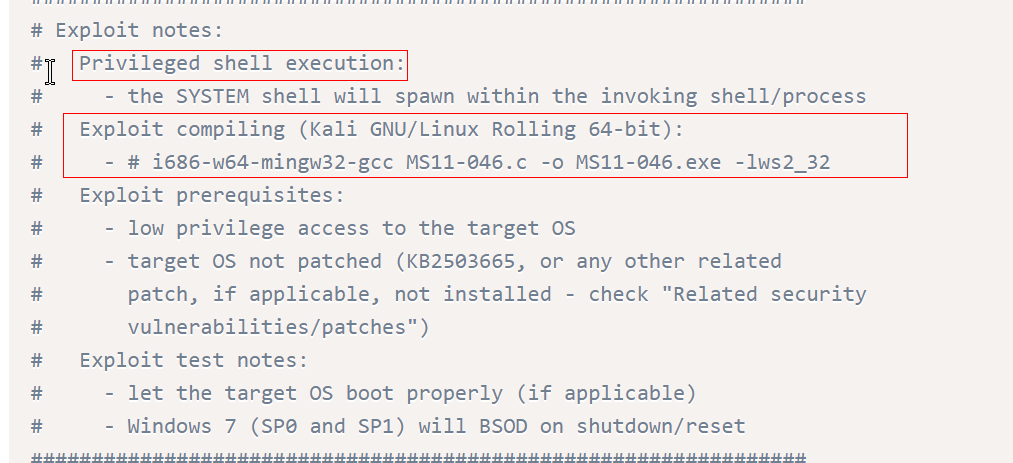 ################################################################
# Exploit notes:
#   Privileged shell execution:
#     - the SYSTEM shell will spawn within the invoking shell/process
#   Exploit compiling (Kali GNU/Linux Rolling 64-bit):
#     - # i686-w64-mingw32-gcc MS11-046.c -o MS11-046.exe -lws2_32
#   Exploit prerequisites:
#     - low privilege access to the target OS
#     - target OS not patched (KB2503665, or any other related
#       patch, if applicable, not installed - check "Related security
#       vulnerabilities/patches")
#   Exploit test notes:
#     - let the target OS boot properly (if applicable)
#     - Windows 7 (SP0 and SP1) will BSOD on shutdown/reset
################################################################